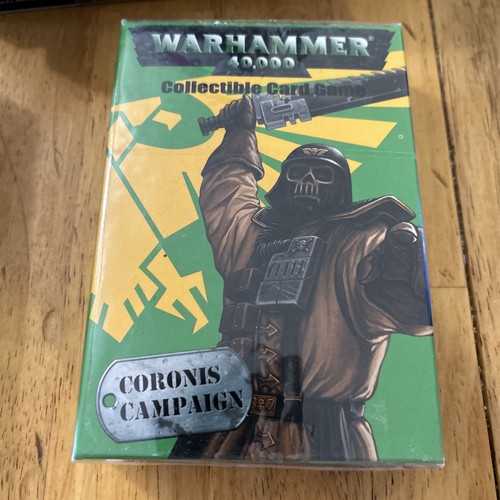 WARHAMMER
40,000
Collectible Card Game
CORONIS
CAMPAIGN